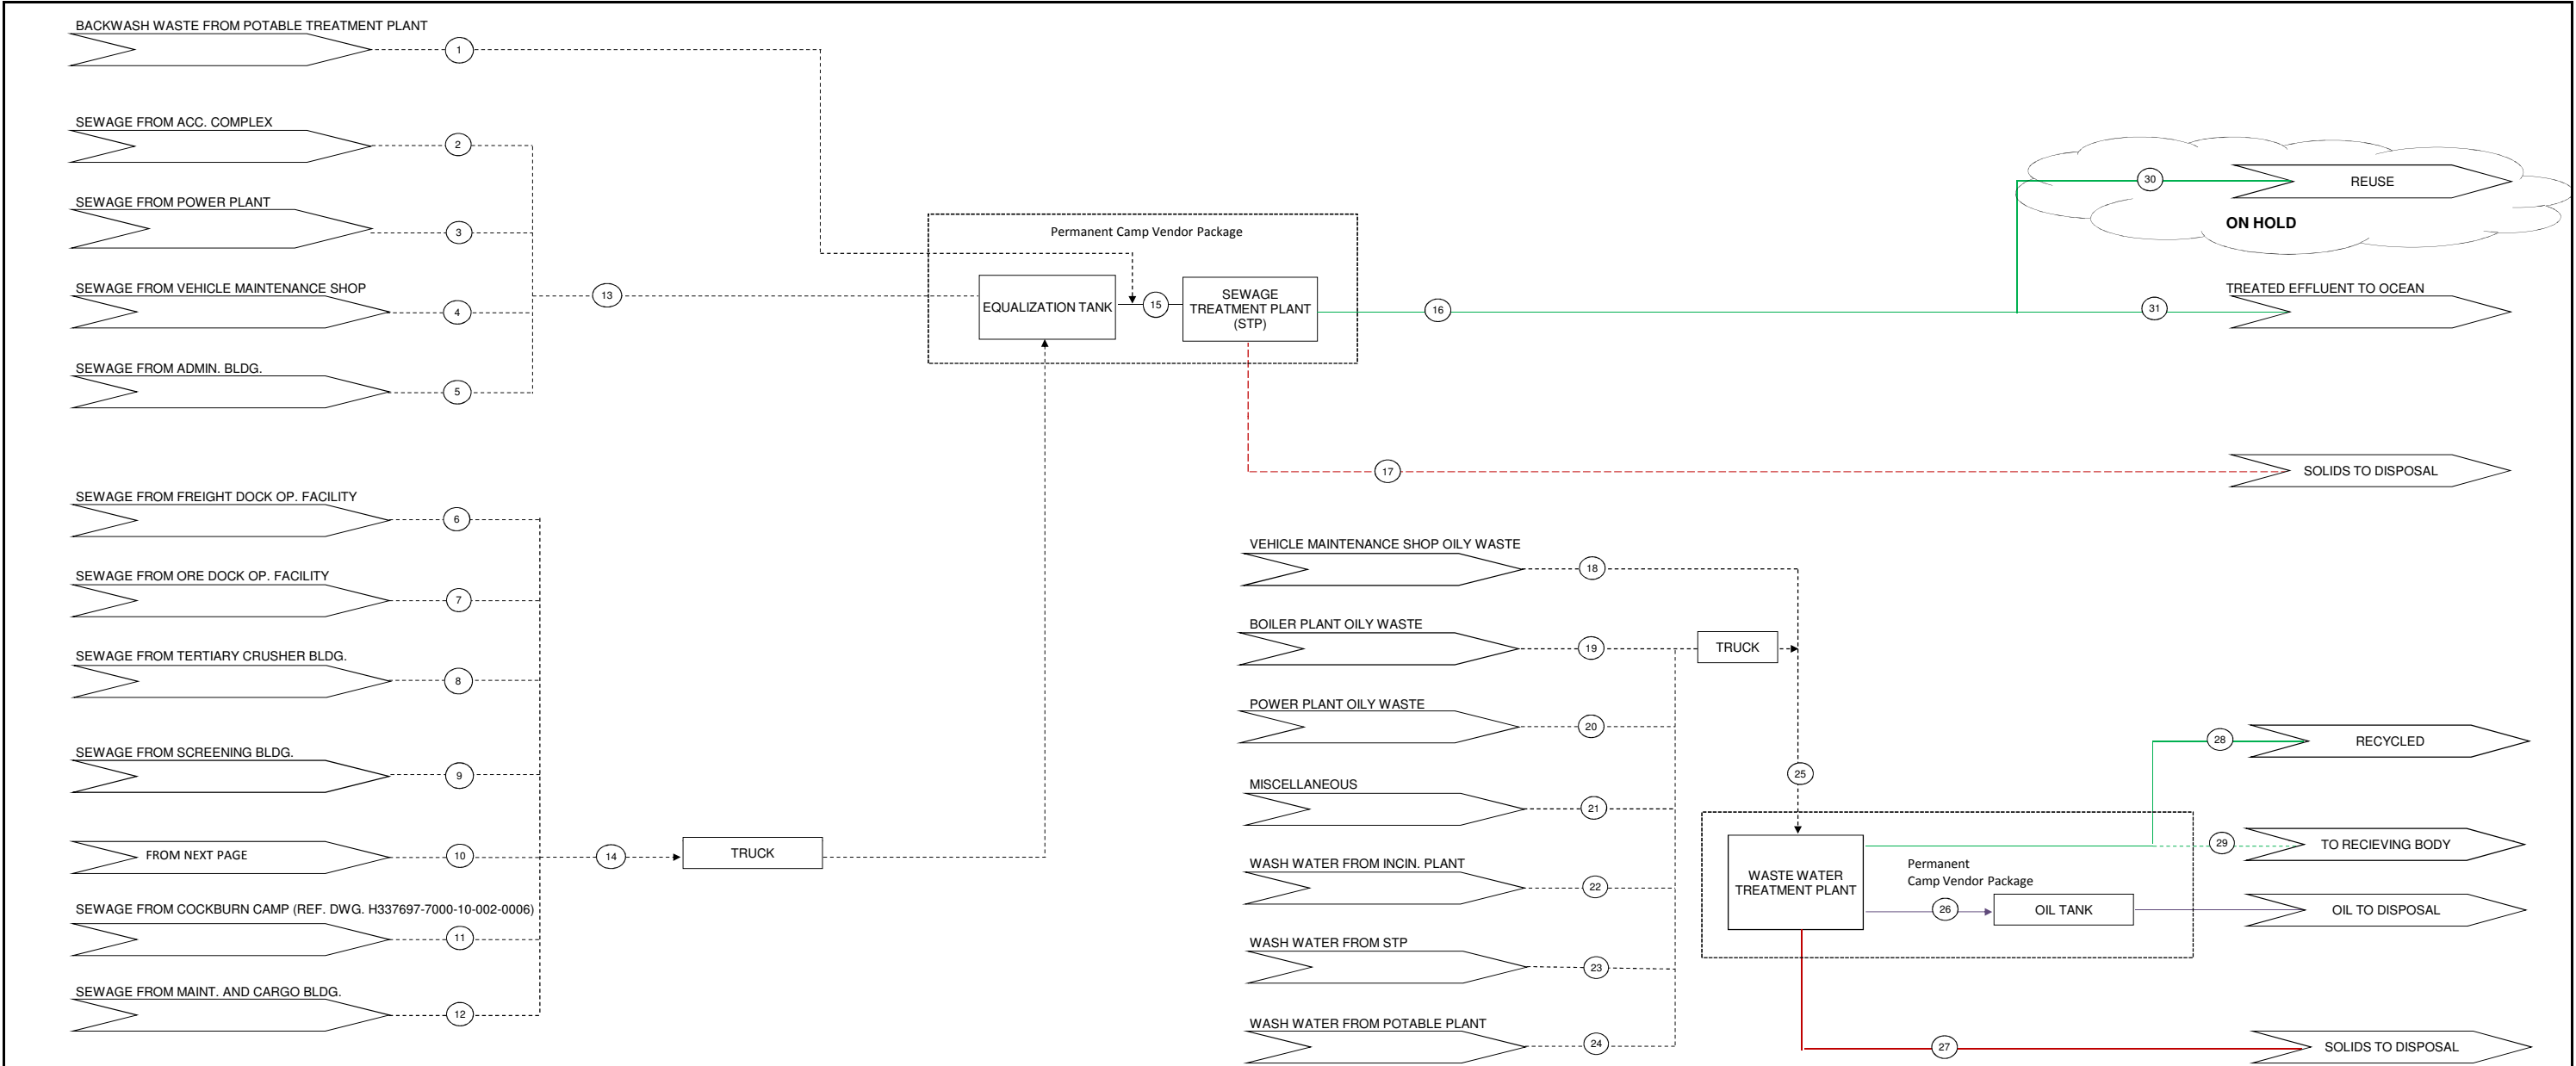 BACKWASH WASTE FROM POTABLE TREATMENT PLANT
1
SEWAGE FROM ACC. COMPLEX
2
SEWAGE FROM POWER PLANT
3
SEWAGE FROM VEHICLE MAINTENANCE SHOP
4
SEWAGE FROM ADMIN. BLDG.
5
13
SEWAGE FROM FREIGHT DOCK OP. FACILITY
6
SEWAGE FROM ORE DOCK OP. FACILITY
7
SEWAGE FROM TERTIARY CRUSHER BLDG.
8
SEWAGE FROM SCREENING BLDG.
9
FROM NEXT PAGE
10
SEWAGE FROM COCKBURN CAMP (REF. DWG. H337697-7000-10-002-0006)
11
SEWAGE FROM MAINT. AND CARGO BLDG.
12
14
TRUCK
Permanent Camp Vendor Package
EQUALIZATION TANK
15
SEWAGE
TREATMENT PLANT
(STP)
16
17
30
REUSE
ON HOLD
TREATED EFFLUENT TO OCEAN
31
SOLIDS TO DISPOSAL
VEHICLE MAINTENANCE SHOP OILY WASTE
18
BOILER PLANT OILY WASTE
19
TRUCK
POWER PLANT OILY WASTE
20
MISCELLANEOUS
21
WASH WATER FROM INCIN. PLANT
22
WASH WATER FROM STP
23
WASH WATER FROM POTABLE PLANT
24
25
WASTE WATER
TREATMENT PLANT
Permanent
Camp Vendor Package
26
OIL TANK
27
28
RECYCLED
29
TO RECIEVING BODY
OIL TO DISPOSAL
SOLIDS TO DISPOSAL